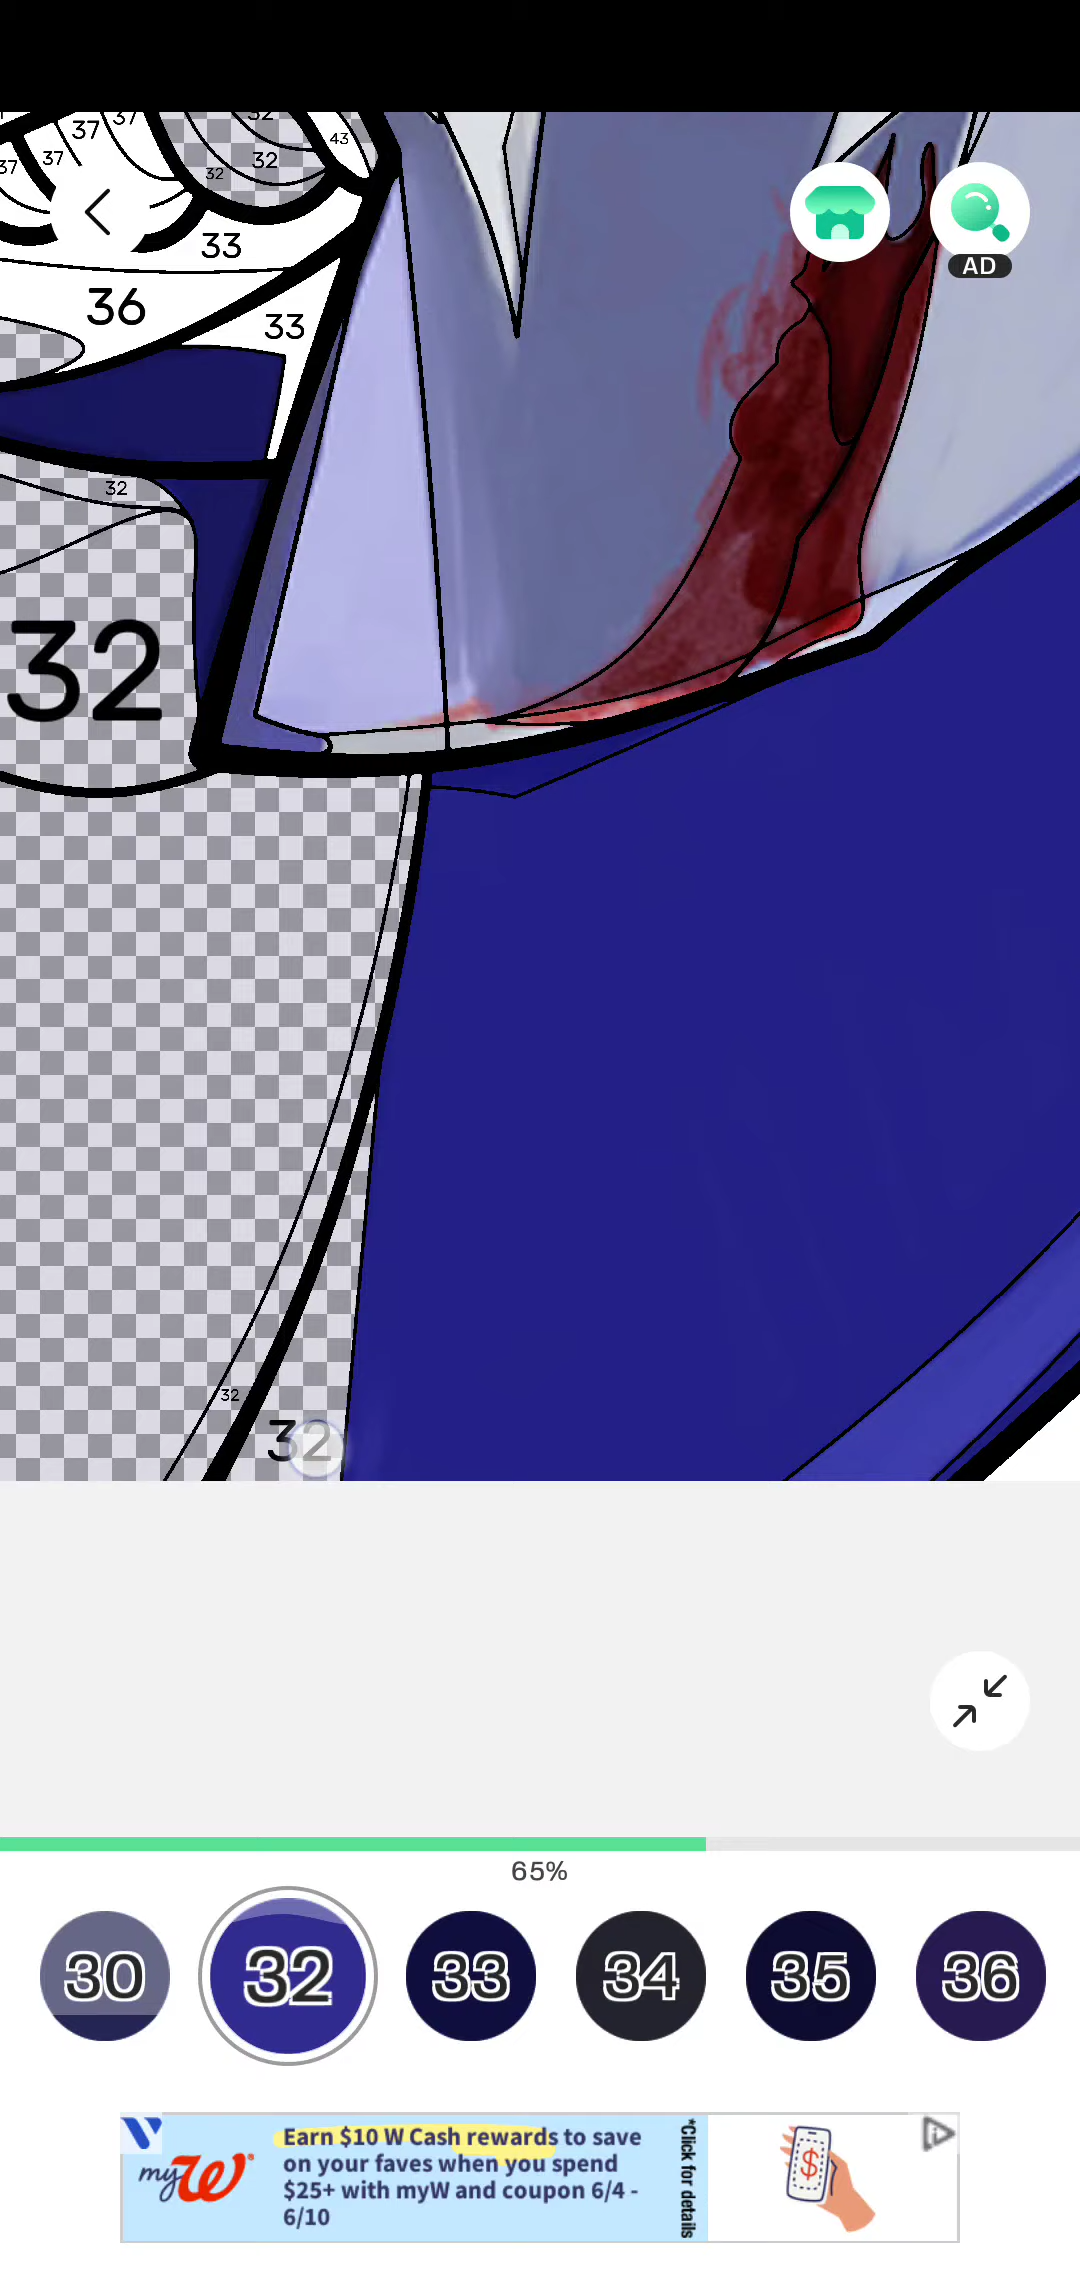 37 37 32 43
37 37 32 32
33
AD
36 33
32
32
32
32
65%
30 32 33 34 35 36
myW
Earn $10 W Cash rewards to save
on your faves when you spend
$25+ with myW and coupon 6/4 -
6/10
*Click for details